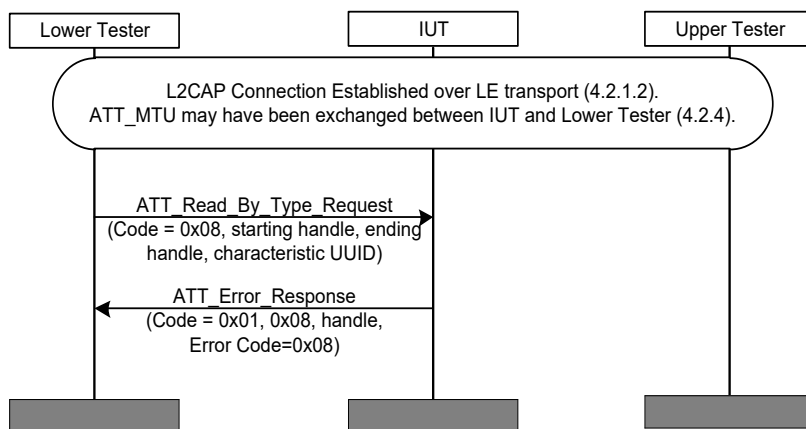 Lower Tester
IUT
Upper Tester
L2CAP Connection Established over LE transport (4.2.1.2).
ATT_MTU may have been exchanged between IUT and Lower Tester (4.2.4).
ATT_Read_By_Type_Request
(Code = 0x08, starting handle, ending
handle, characteristic UUID)
ATT_Error_Response
(Code = 0x01, 0x08, handle,
Error Code=0x08)